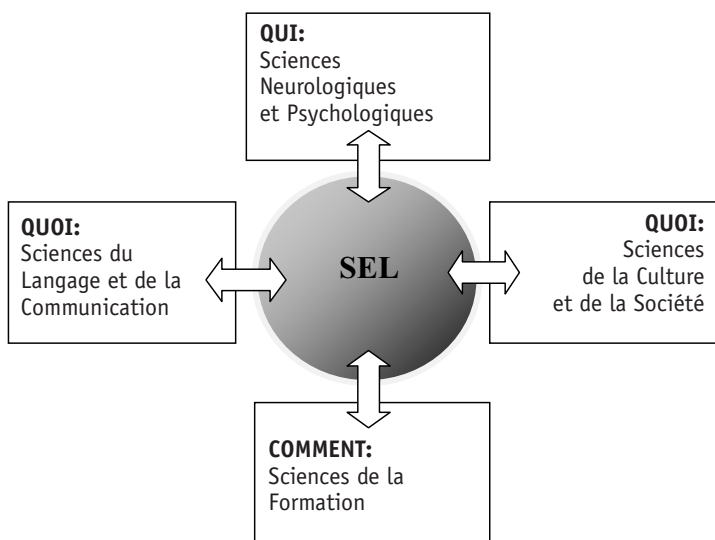 QUI:
Sciences
Neurologiques
et Psychologiques
QUOI:
Sciences du
Langage et de la
Communication
SEL
QUOI:
Sciences
de la Culture
et de la Société
COMMENT:
Sciences de la
Formation